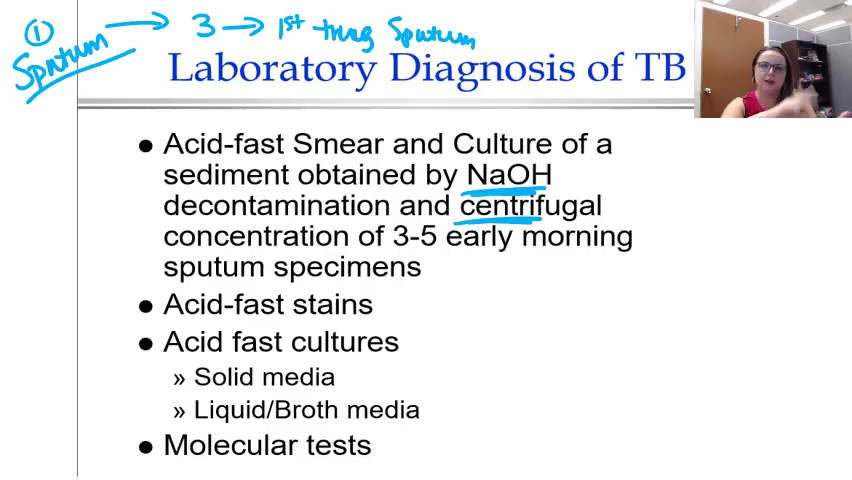 ① → 3 → 1st Sputum
Sputum
Laboratory Diagnosis of TB
● Acid-fast Smear and Culture of a
sediment obtained by NaOH
decontamination and centrifugal
concentration of 3-5 early morning
sputum specimens
● Acid-fast stains
● Acid fast cultures
» Solid media
» Liquid/Broth media
● Molecular tests